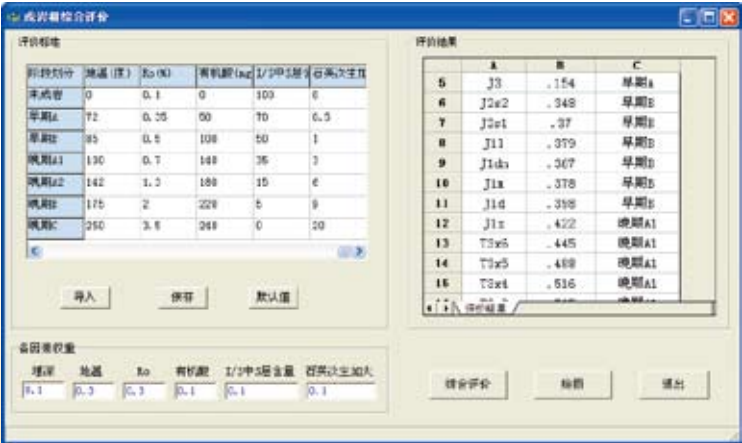 成岩相综合评价
评价标准
阶段划分 地温(度) Ro(%) 有机酸(mg I/S中S层 石英次生加
未成岩 0 0.1 0 100 0
早期A 72 0.35 50 70 0.5
早期B 85 0.5 100 50 1
晚期A1 130 0.7 140 35 3
晚期A2 142 1.3 180 15 6
晚期B 175 2 220 5 9
晚期C 250 3.5 260 0 20
导入 保存 默认值
评价结果
A B C
5 J3 .154 早期A
6 J2s2 .348 早期B
7 J2s1 .37 早期B
8 J1l .379 早期B
9 J1dn .367 早期B
10 J1m .378 早期B
11 J1d .398 早期B
12 J1z .422 晚期A1
13 T3x6 .445 晚期A1
14 T3x5 .488 晚期A1
15 T3x4 .516 晚期A1
评价结果
各因素权重
埋深 地温 Ro 有机酸 I/S中S层含量 石英次生加大
0.1 0.3 0.3 0.1 0.1 0.1
综合评价 绘图 退出